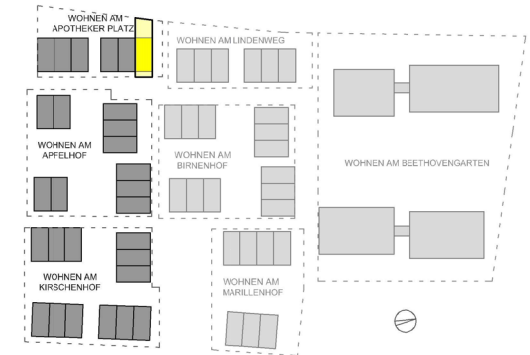 WOHNEN AM
APOTHEKER PLATZ
WOHNEN AM LINDENWEG
WOHNEN AM
APFELHOF
WOHNEN AM
BIRNENHOF
WOHNEN AM BEETHOVENGARTEN
WOHNEN AM
KIRSCHENHOF
WOHNEN AM
MARILLENHOF